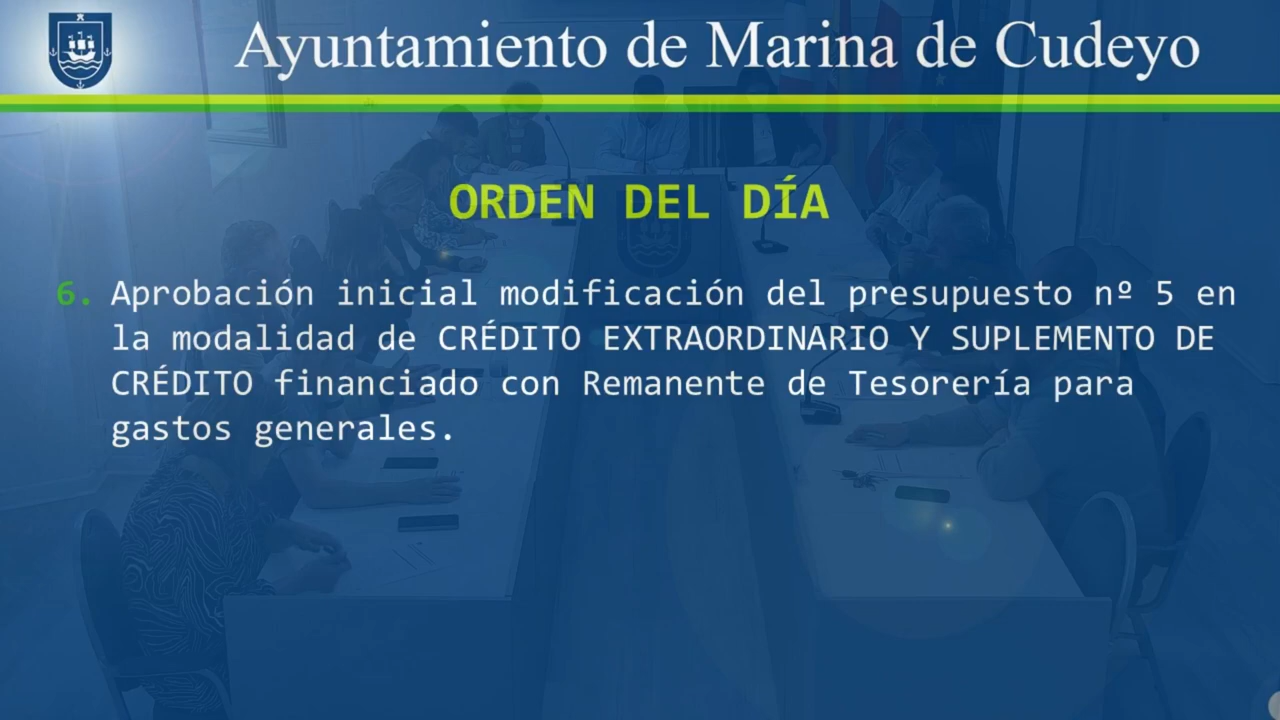 Ayuntamiento de Marina de Cudeyo
ORDEN DEL DÍA
6. Aprobación inicial modificación del presupuesto nº 5 en
la modalidad de CRÉDITO EXTRAORDINARIO Y SUPLEMENTO DE
CRÉDITO financiado con Remanente de Tesorería para
gastos generales.